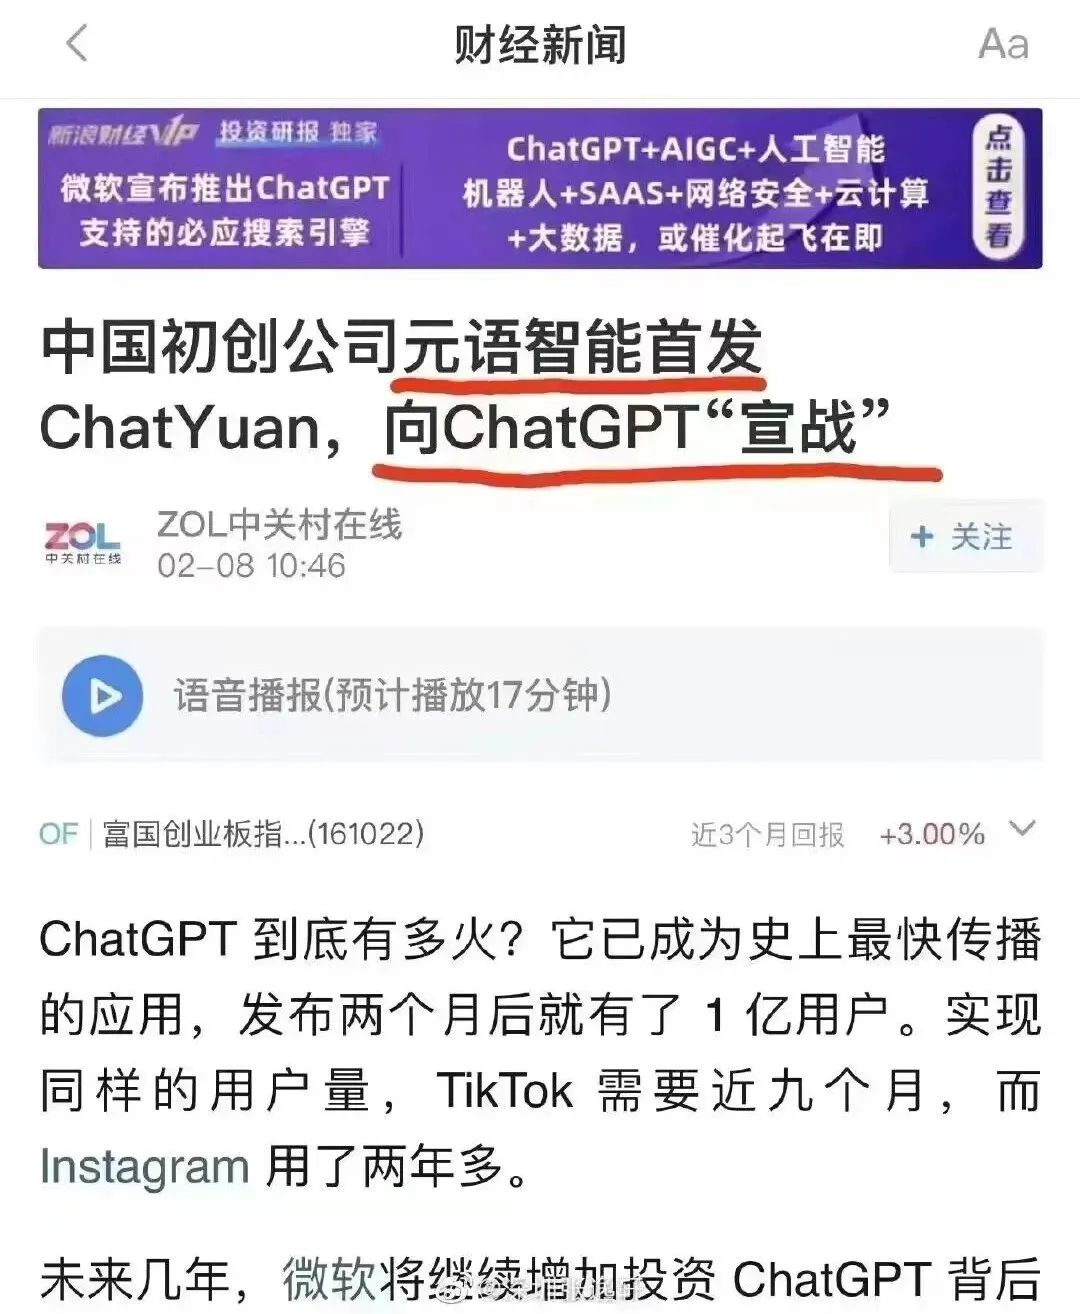 财经新闻
Aa
新浪财经VIP 投资研报 独家
微软宣布推出ChatGPT
支持的必应搜索引擎
ChatGPT+AIGC+人工智能
机器人+SAAS+网络安全+云计算
+大数据，或催化起飞在即
点击查看
中国初创公司元语智能首发
ChatYuan，向ChatGPT“宣战”
ZOL
中关村在线
ZOL中关村在线
02-08 10:46
+ 关注
语音播报(预计播放17分钟)
OF 富国创业板指...(161022)
近3个月回报 +3.00%
ChatGPT 到底有多火？它已成为史上最快传播
的应用，发布两个月后就有了 1 亿用户。实现
同样的用户量，TikTok 需要近九个月，而
Instagram 用了两年多。
未来几年，微软将继续增加投资 ChatGPT 背后